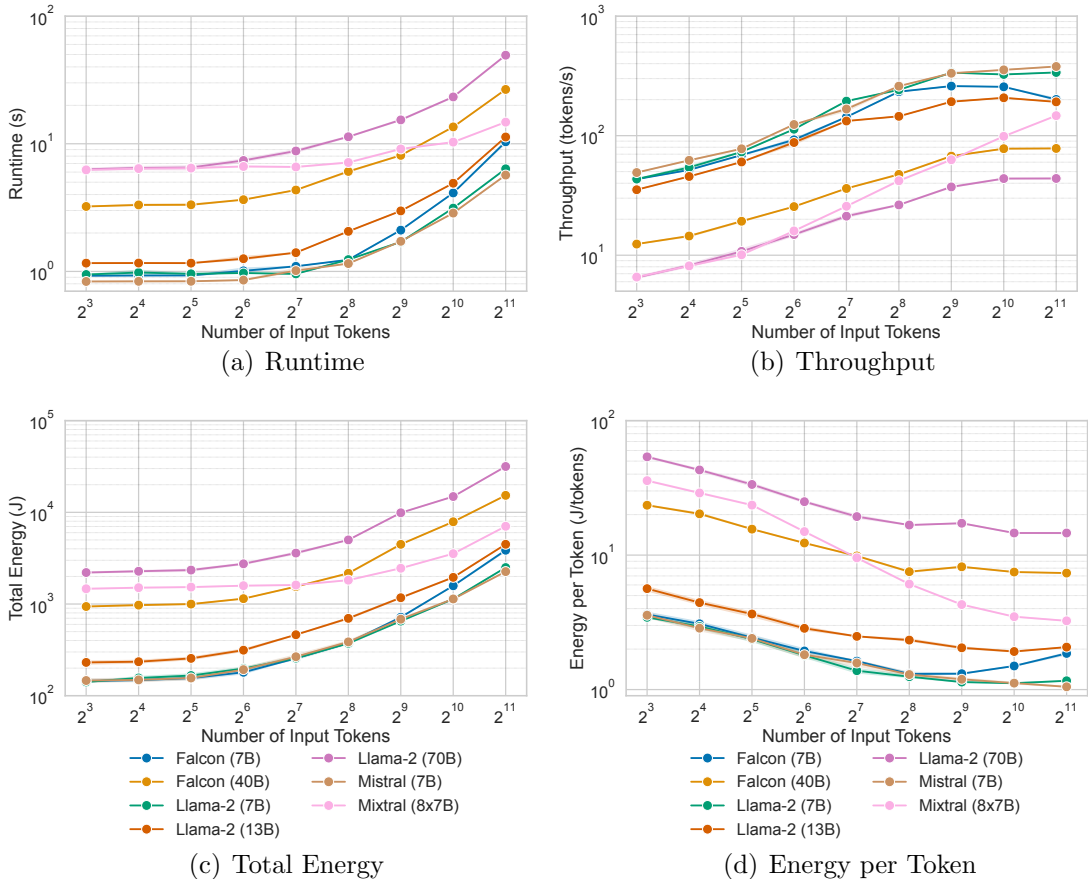 10^2
10^1
10^0
Runtime (s)
2^3 2^4 2^5 2^6 2^7 2^8 2^9 2^10 2^11
Number of Input Tokens
(a) Runtime
10^3
10^2
10^1
Throughput (tokens/s)
2^3 2^4 2^5 2^6 2^7 2^8 2^9 2^10 2^11
Number of Input Tokens
(b) Throughput
10^5
10^4
10^3
10^2
Total Energy (J)
2^3 2^4 2^5 2^6 2^7 2^8 2^9 2^10 2^11
Number of Input Tokens
Falcon (7B)
Falcon (40B)
Llama-2 (7B)
Llama-2 (13B)
Llama-2 (70B)
Mistral (7B)
Mixtral (8x7B)
(c) Total Energy
10^2
10^1
10^0
Energy per Token (J/tokens)
2^3 2^4 2^5 2^6 2^7 2^8 2^9 2^10 2^11
Number of Input Tokens
Falcon (7B)
Falcon (40B)
Llama-2 (7B)
Llama-2 (13B)
Llama-2 (70B)
Mistral (7B)
Mixtral (8x7B)
(d) Energy per Token